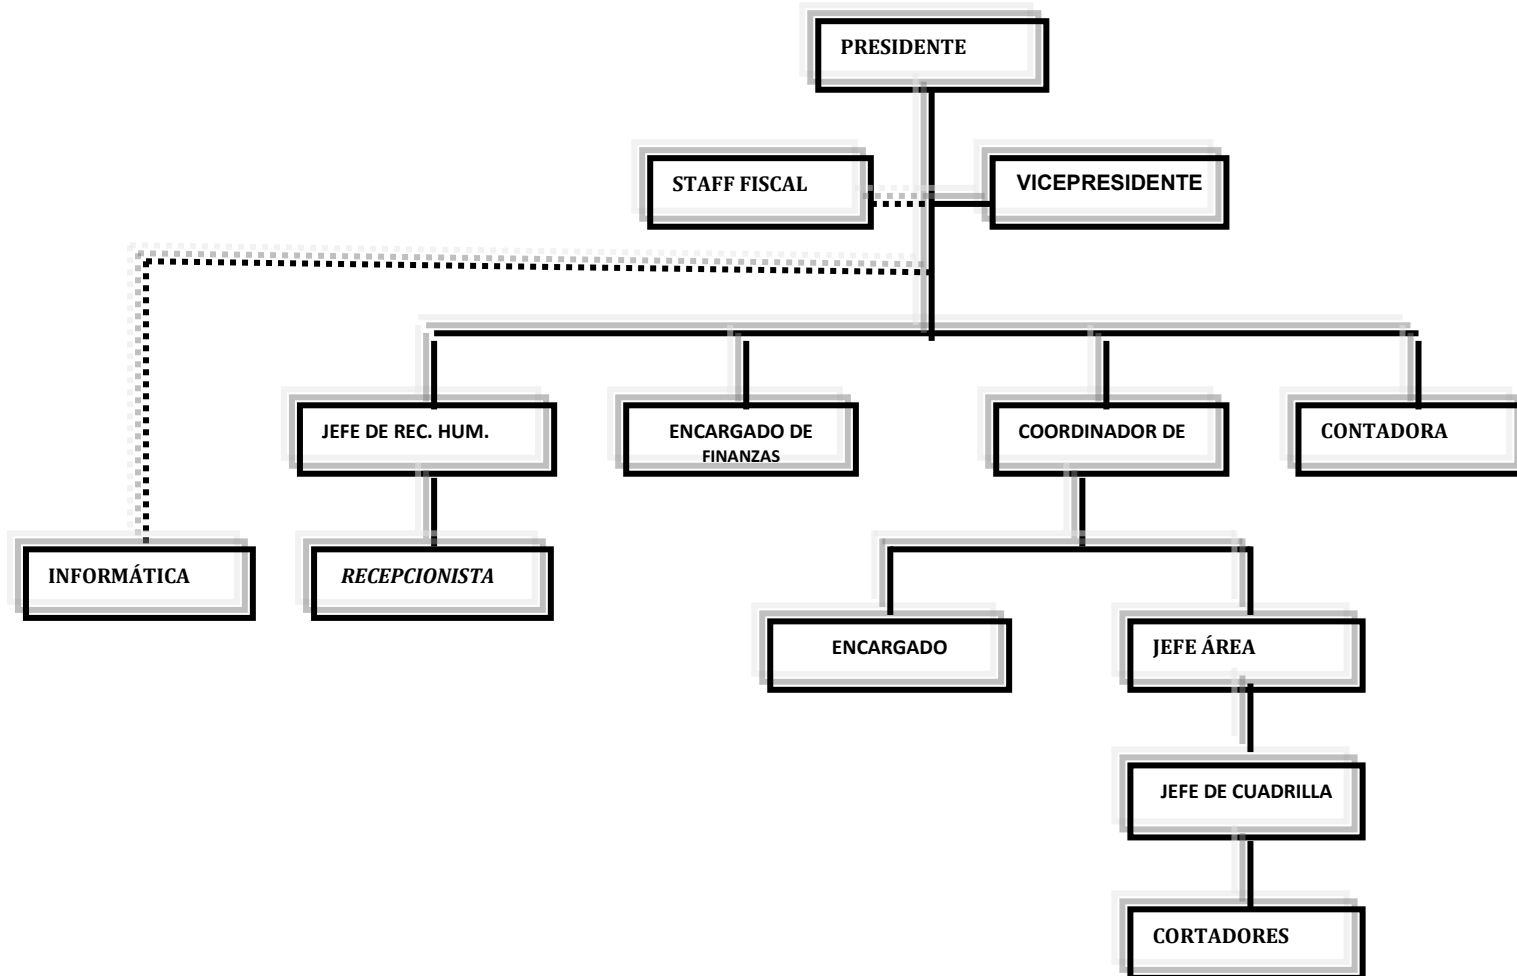 PRESIDENTE
STAFF FISCAL
VICEPRESIDENTE
JEFE DE REC. HUM.
ENCARGADO DE
FINANZAS
COORDINADOR DE
CONTADORA
INFORMÁTICA
RECEPCIONISTA
ENCARGADO
JEFE ÁREA
JEFE DE CUADRILLA
CORTADORES